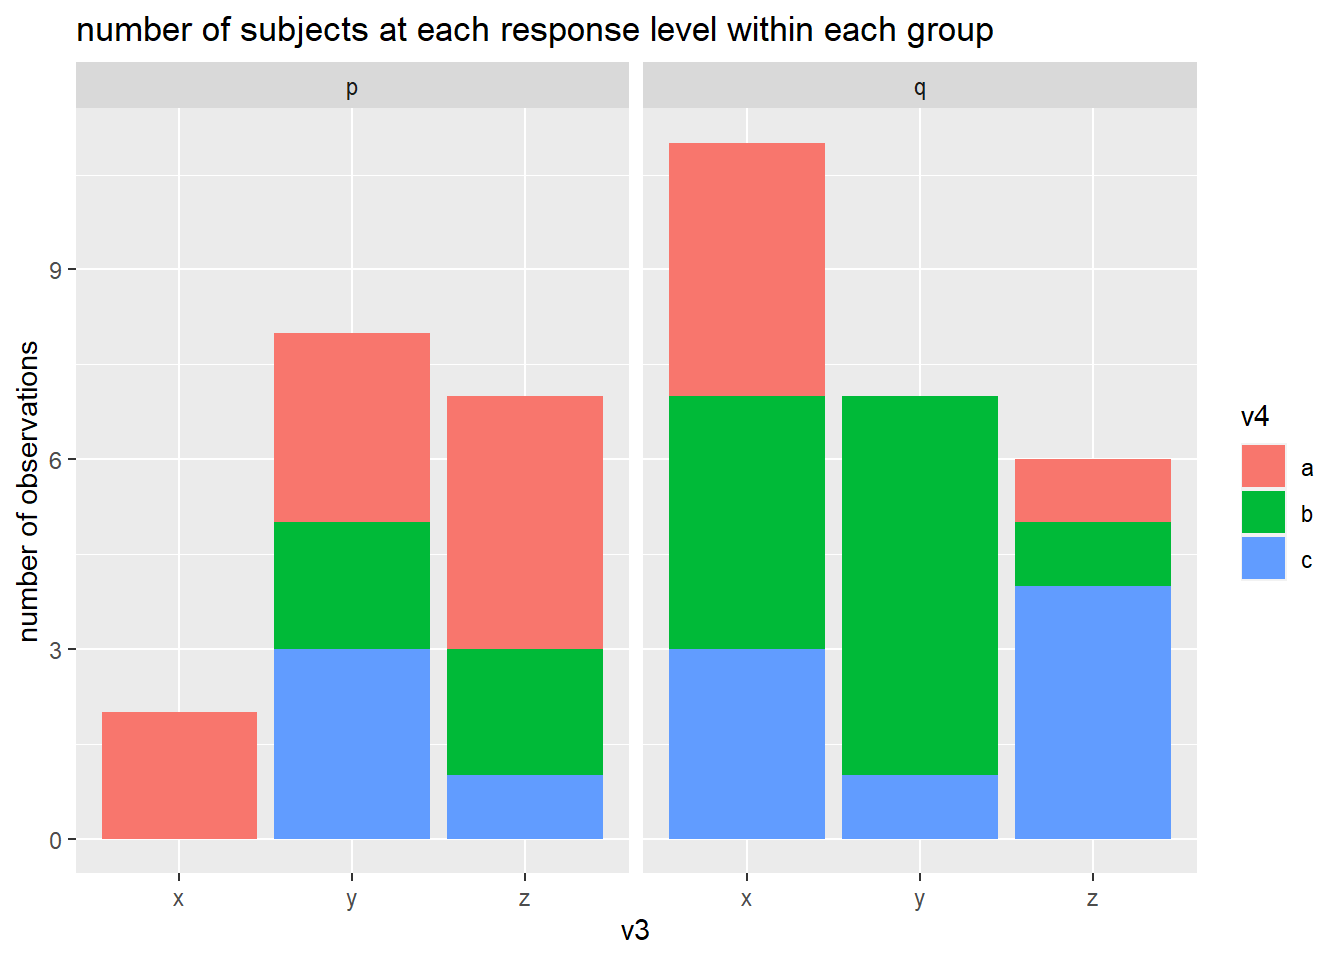 number of subjects at each response level within each group
p
q
number of observations
9
6
3
0
x
y
z
x
y
z
v3
v4
a
b
c